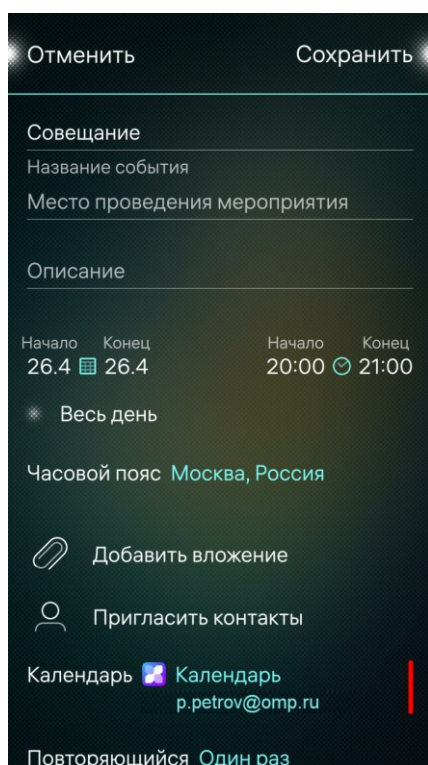 Отменить Сохранить
Совещание
Название события
Место проведения мероприятия
Описание
Начало Конец Начало Конец
26.4 26.4 20:00 21:00
Весь день
Часовой пояс Москва, Россия
Добавить вложение
Пригласить контакты
Календарь Календарь
p.petrov@omp.ru
Повторяющийся Один раз